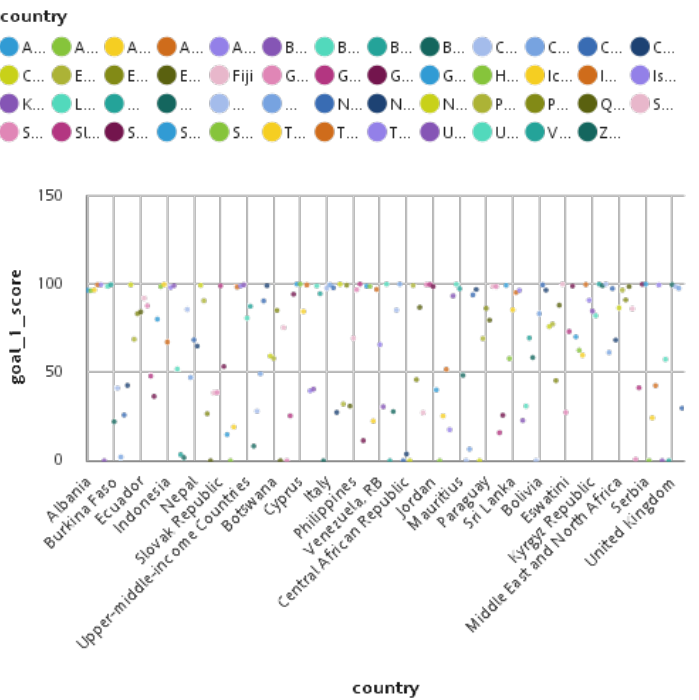 country
A... A... A... A... A... B... B... B... B... C... C... C... C...
C... E... E... E... Fiji G... G... G... G... H... Ic... I... Is...
K... L... ... ... ... ... N... N... N... P... P... Q... S...
S... Sl... S... S... S... T... T... T... U... U... V... Z...
150
100
50
0
goal_1_score
Albania
Burkina Faso
Ecuador
Indonesia
Nepal
Slovak Republic
Upper-middle-income Countries
Botswana
Cyprus
Italy
Philippines
Venezuela, RB
Central African Republic
Jordan
Mauritius
Paraguay
Sri Lanka
Bolivia
Eswatini
Kyrgyz Republic
Middle East and North Africa
Serbia
United Kingdom
country